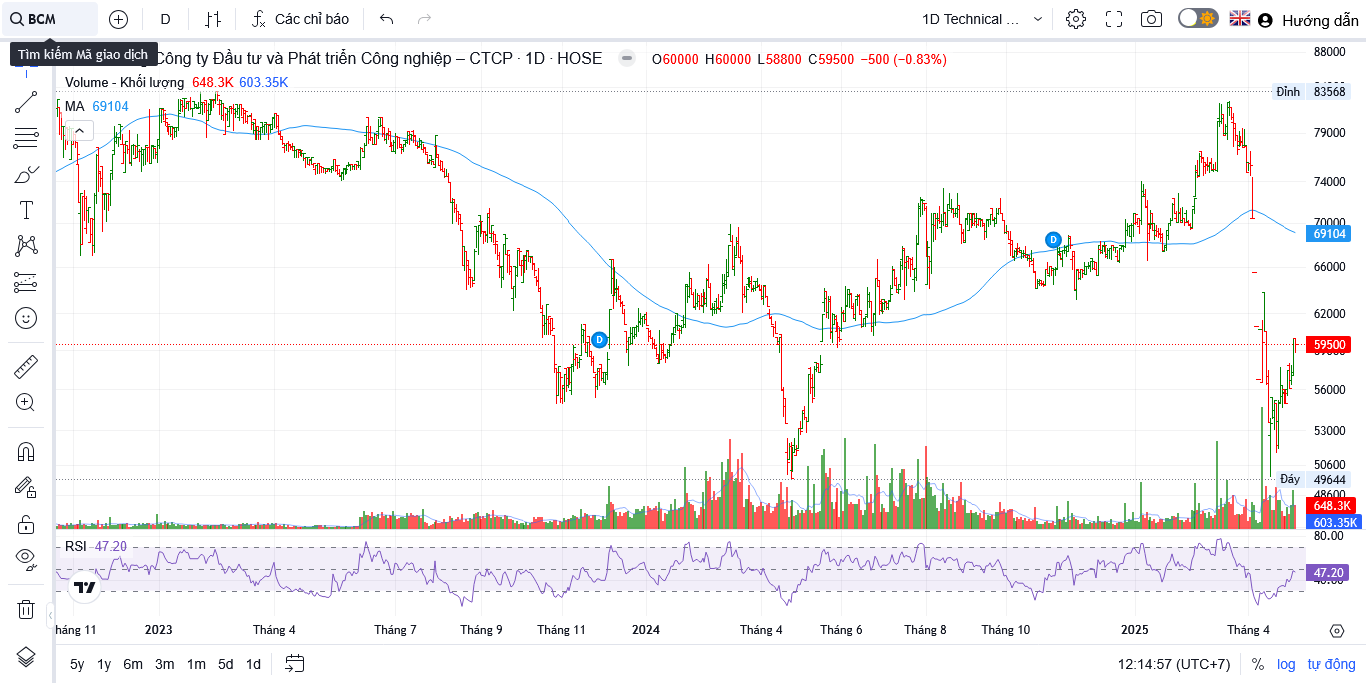 BCM
D
Các chỉ báo
1D Technical ...
Hướng dẫn
Tìm kiếm Mã giao dịch
Công ty Đầu tư và Phát triển Công nghiệp – CTCP · 1D · HOSE
O60000 H60000 L58800 C59500 −500 (−0.83%)
Volume - Khối lượng 648.3K 603.35K
MA 69104
88000
Đỉnh 83568
79000
74000
70000
69104
66000
62000
59500
56000
53000
50600
Đáy 49644
48600
648.3K
603.35K
D
D
RSI 47.20
80.00
47.20
háng 11 2023 Tháng 4 Tháng 7 Tháng 9 Tháng 11 2024 Tháng 4 Tháng 6 Tháng 8 Tháng 10 2025 Tháng 4
5y 1y 6m 3m 1m 5d 1d
12:14:57 (UTC+7) % log tự động